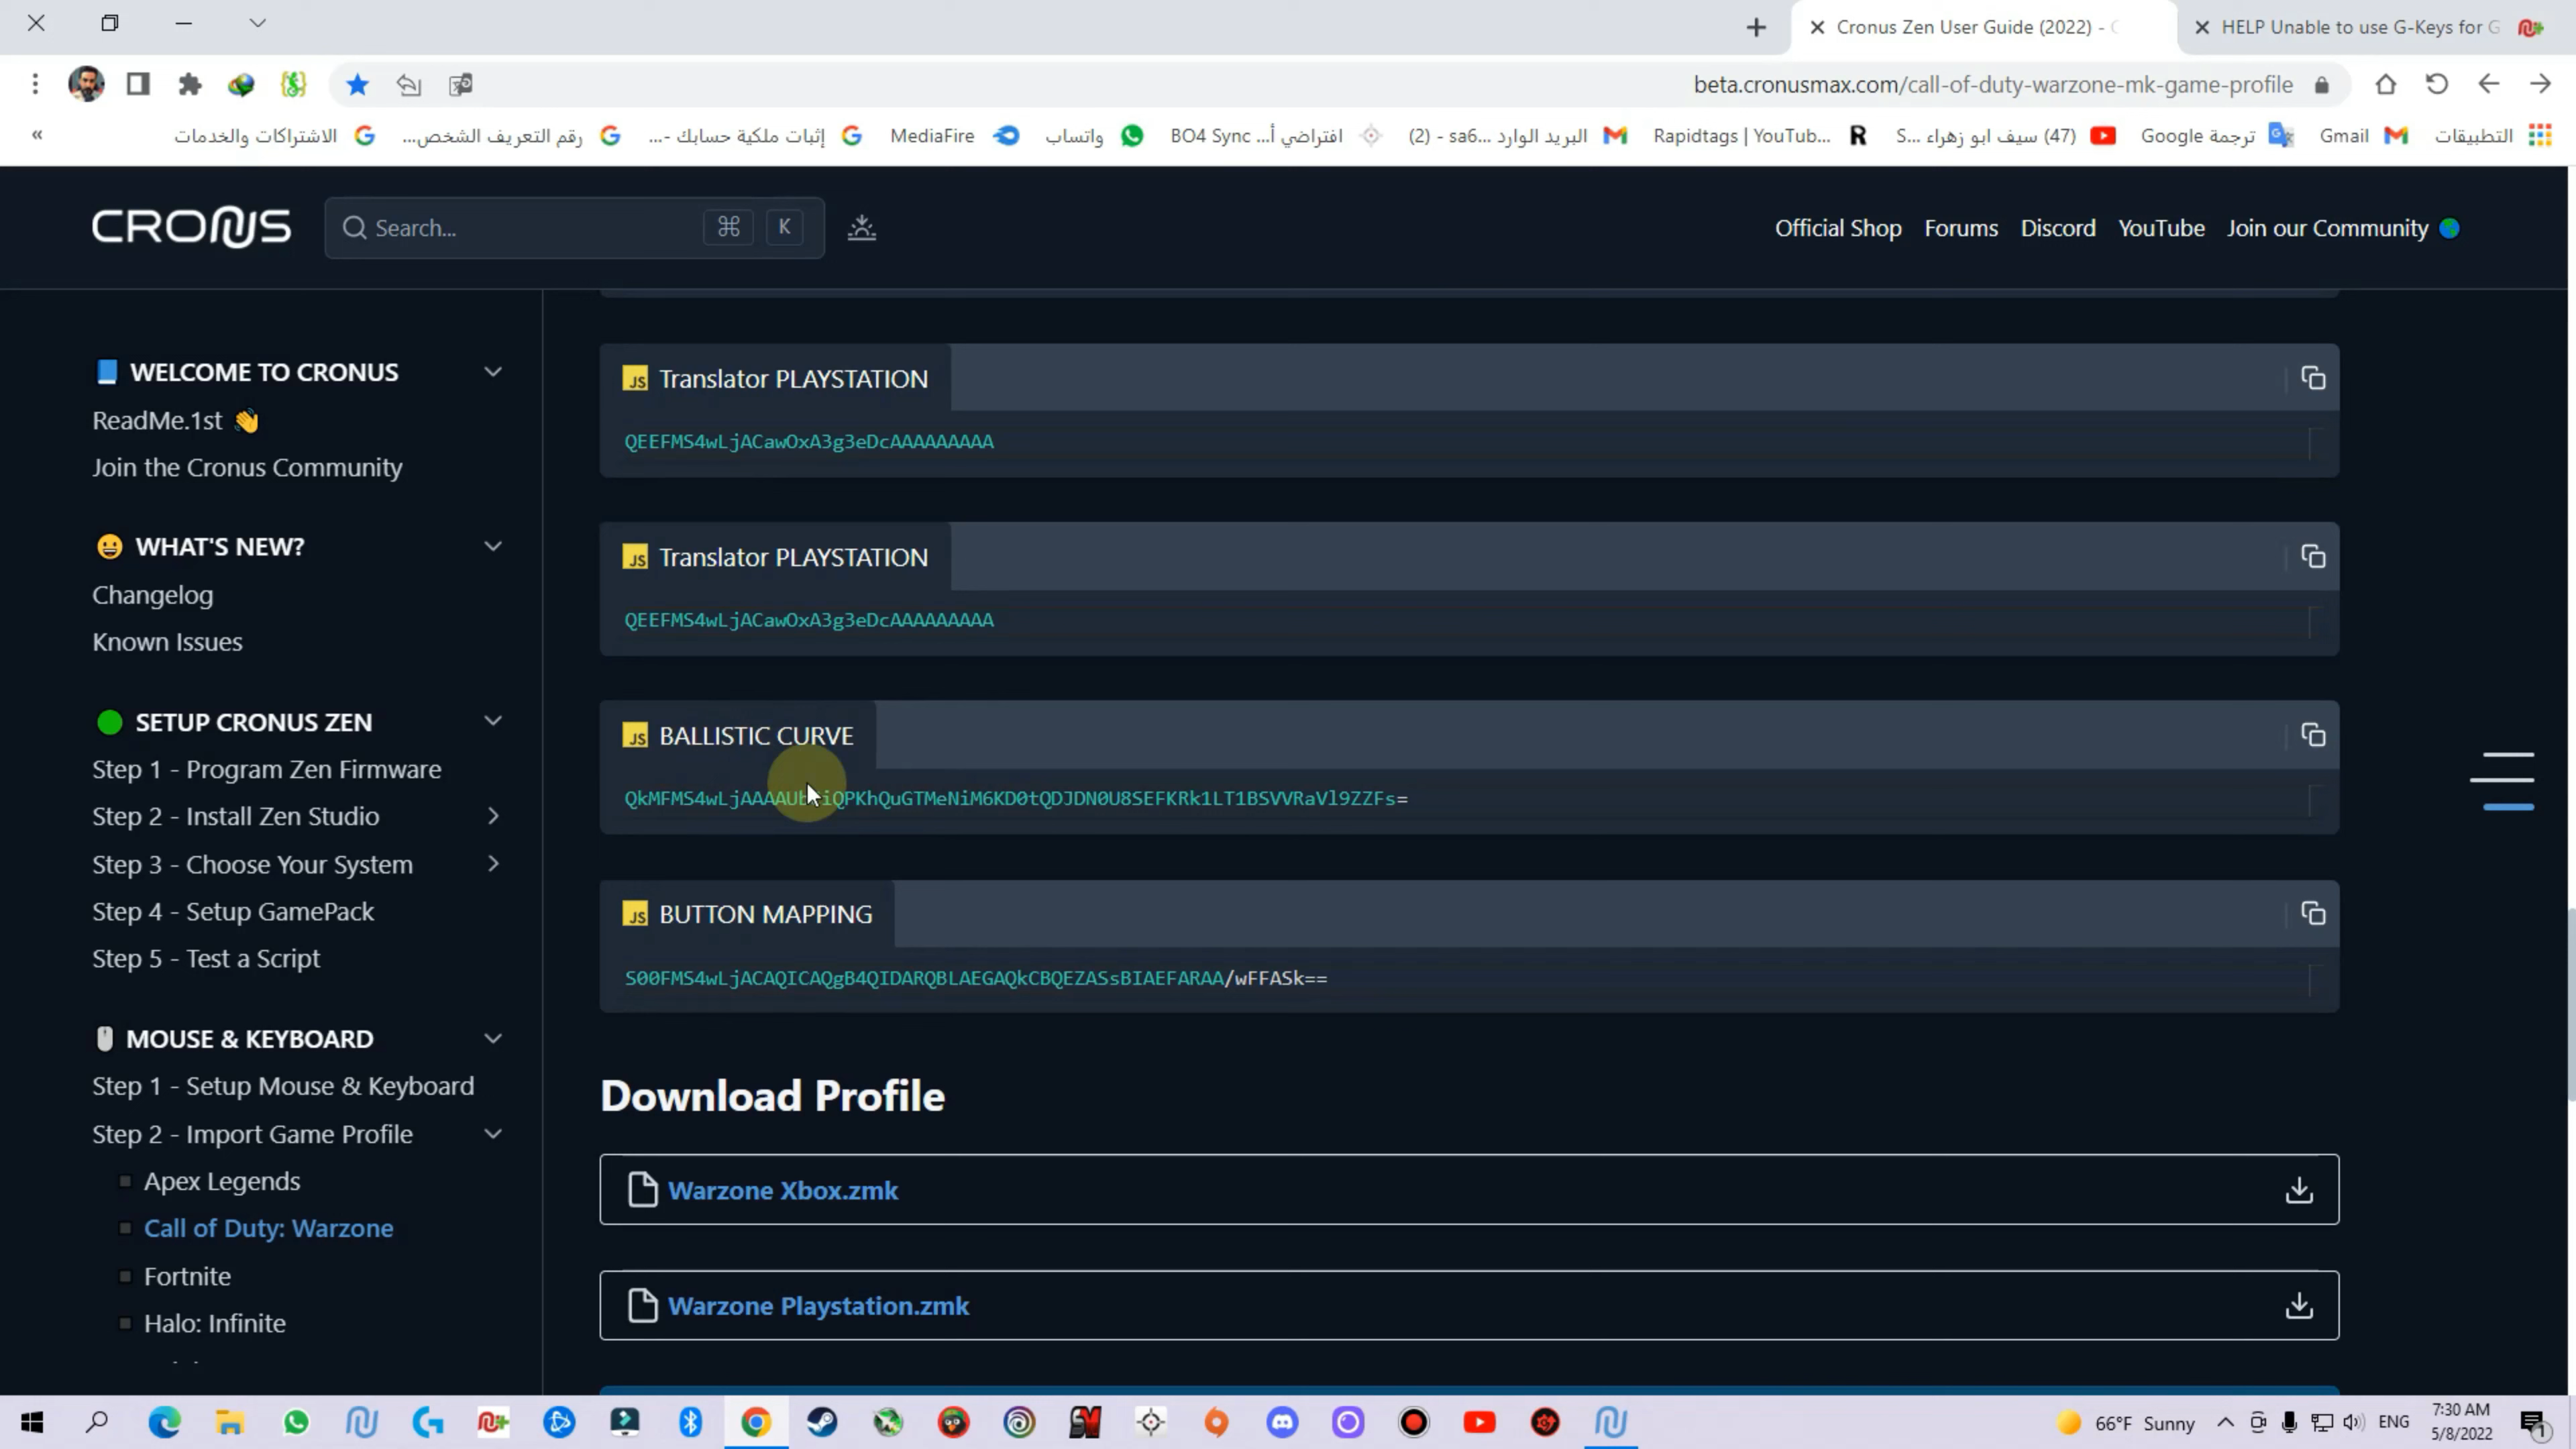 Cronus Zen User Guide (2022) -
HELP Unable to use G-Keys for G
beta.cronusmax.com/call-of-duty-warzone-mk-game-profile
«
الاشتراكات والخدمات
رقم التعريف الشخص...
إثبات ملكية حسابك -...
MediaFire
واتساب
BO4 Sync ...افتراضي أ
(2) - sa6... البريد الوارد
Rapidtags | YouTub...
S... سيف ابو زهراء (47)
ترجمة Google
Gmail
التطبيقات
CRONUS
Search...
⌘ K
Official Shop
Forums
Discord
YouTube
Join our Community
WELCOME TO CRONUS
ReadMe.1st
Join the Cronus Community
WHAT'S NEW?
Changelog
Known Issues
SETUP CRONUS ZEN
Step 1 - Program Zen Firmware
Step 2 - Install Zen Studio
Step 3 - Choose Your System
Step 4 - Setup GamePack
Step 5 - Test a Script
MOUSE & KEYBOARD
Step 1 - Setup Mouse & Keyboard
Step 2 - Import Game Profile
Apex Legends
Call of Duty: Warzone
Fortnite
Halo: Infinite
JS Translator PLAYSTATION
QEEFMS4wLjACawOxA3g3eDcAAAAAAAAA
JS Translator PLAYSTATION
QEEFMS4wLjACawOxA3g3eDcAAAAAAAAA
JS BALLISTIC CURVE
JS BUTTON MAPPING
S00FMS4wLjACAQICAQgB4QIDARQBLAEGAQkCBQEZASsBIAEFARAA/wFFASk==
Download Profile
Warzone Xbox.zmk
Warzone Playstation.zmk
66°F Sunny
ENG
7:30 AM
5/8/2022
1